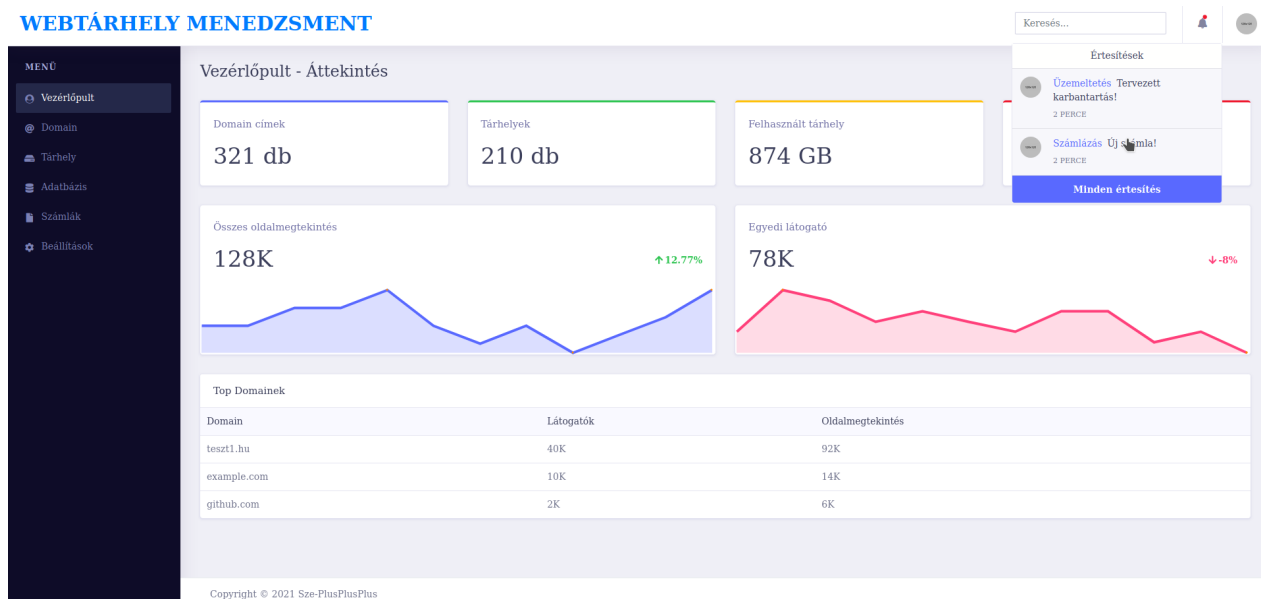 WEBTÁRHELY MENEDZSMENT
Keresés...
MENÜ
Vezérlőpult
Domain
Tárhely
Adatbázis
Számlák
Beállítások
Vezérlőpult - Áttekintés
Értesítések
Üzemeltetés Tervezett
karbantartás!
2 PERCE
Számlázás Új
2 PERCE
Minden értesítés
Domain címek
321 db
Tárhelyek
210 db
Felhasznált tárhely
874 GB
Összes oldalmegtekintés
128K
12.77%
Egyedi látogató
78K
-8%
Top Domainek
Domain Látogatók Oldalmegtekintés
teszt1.hu 40K 92K
example.com 10K 14K
github.com 2K 6K
Copyright © 2021 Sze-PlusPlusPlus